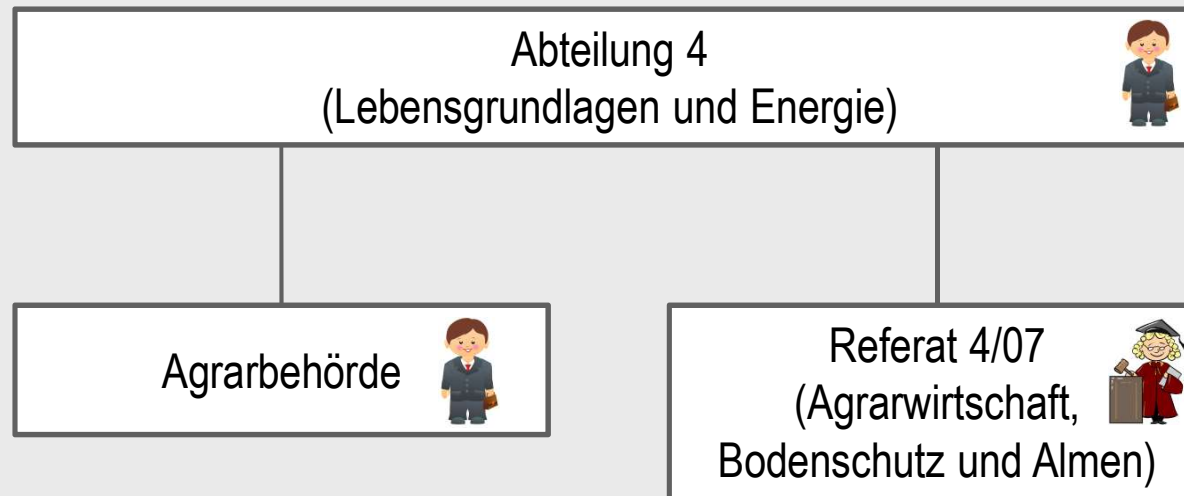 Abteilung 4
(Lebensgrundlagen und Energie)
Agrarbehörde
Referat 4/07
(Agrarwirtschaft,
Bodenschutz und Almen)